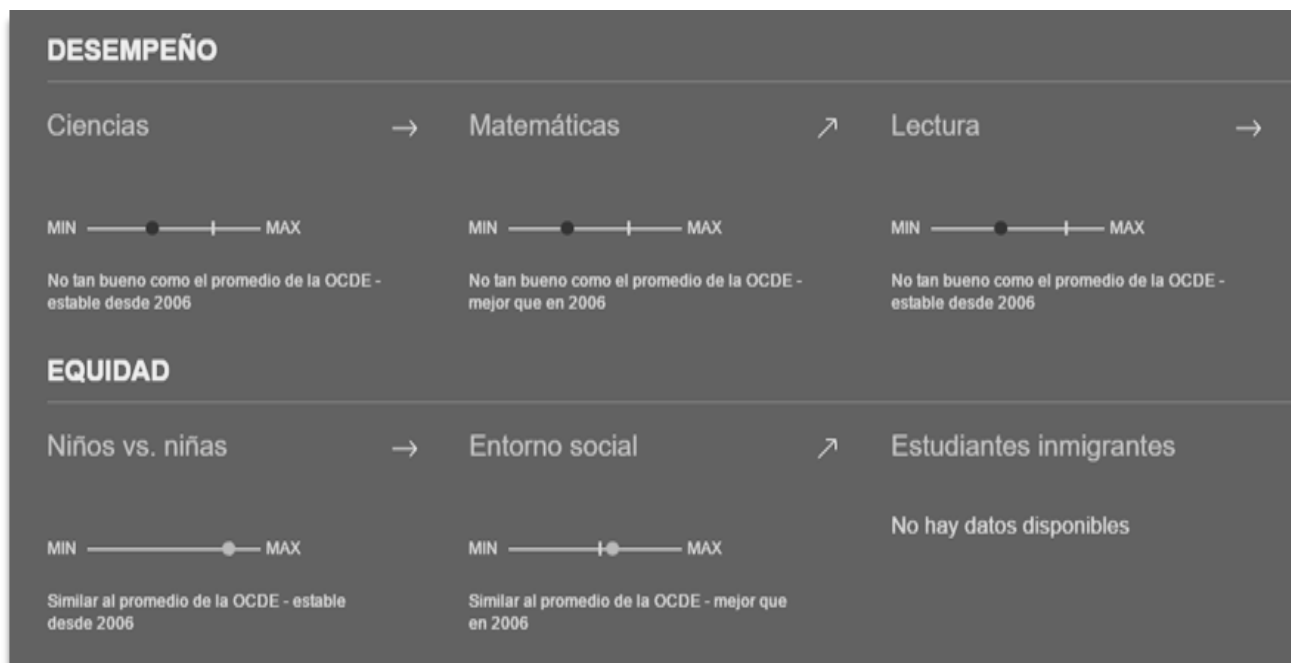 DESEMPEÑO
Ciencias → Matemáticas ↗ Lectura →
MIN MAX MIN MAX MIN MAX
No tan bueno como el promedio de la OCDE -
estable desde 2006
No tan bueno como el promedio de la OCDE -
mejor que en 2006
No tan bueno como el promedio de la OCDE -
estable desde 2006
EQUIDAD
Niños vs. niñas → Entorno social ↗ Estudiantes inmigrantes
No hay datos disponibles
MIN MAX MIN MAX
Similar al promedio de la OCDE - estable
desde 2006
Similar al promedio de la OCDE - mejor que
en 2006